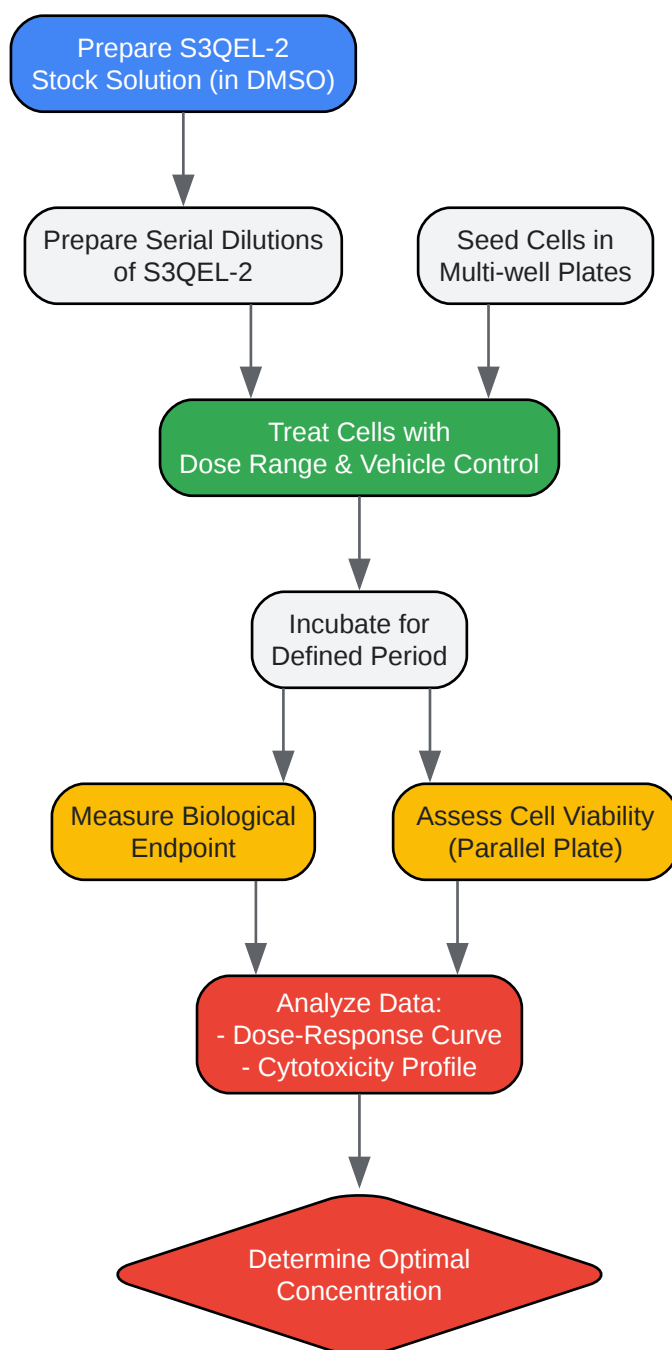 Prepare S3QEL-2
Stock Solution (in DMSO)
Prepare Serial Dilutions
of S3QEL-2
Seed Cells in
Multi-well Plates
Treat Cells with
Dose Range & Vehicle Control
Incubate for
Defined Period
Measure Biological
Endpoint
Assess Cell Viability
(Parallel Plate)
Analyze Data:
- Dose-Response Curve
- Cytotoxicity Profile
Determine Optimal
Concentration